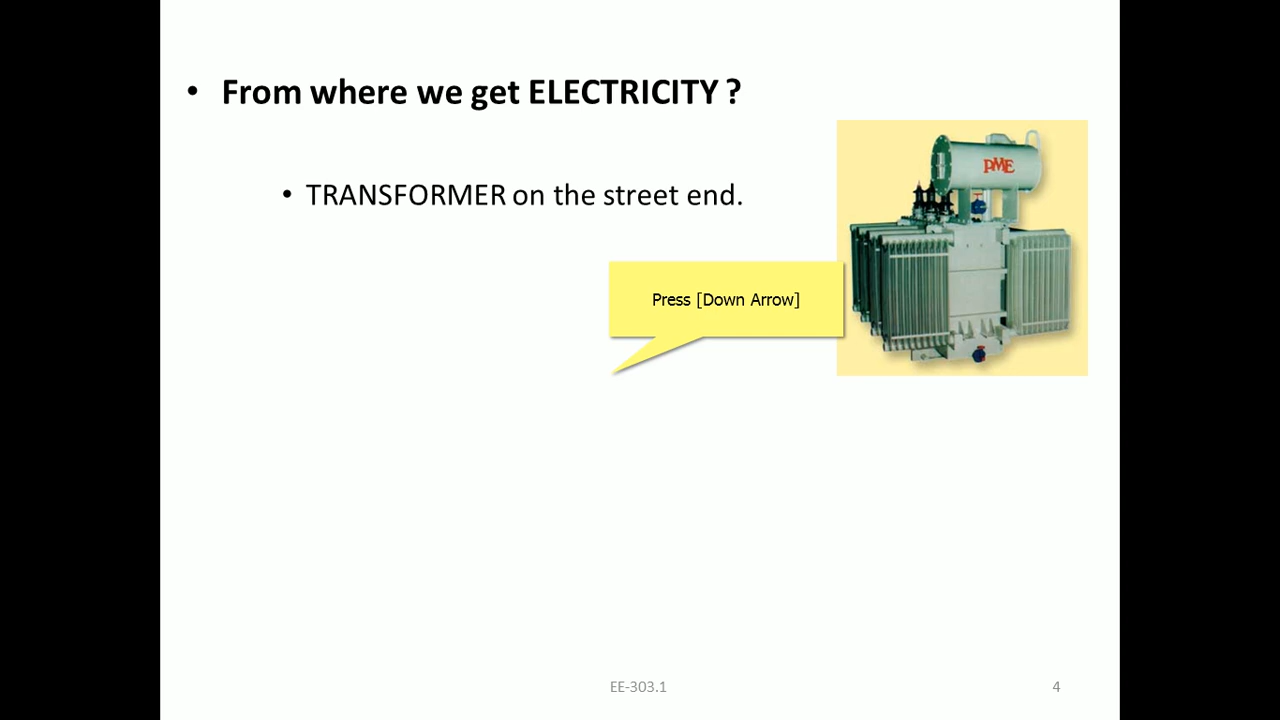 • From where we get ELECTRICITY ?
• TRANSFORMER on the street end.
PME
Press [Down Arrow]
EE-303.1
4